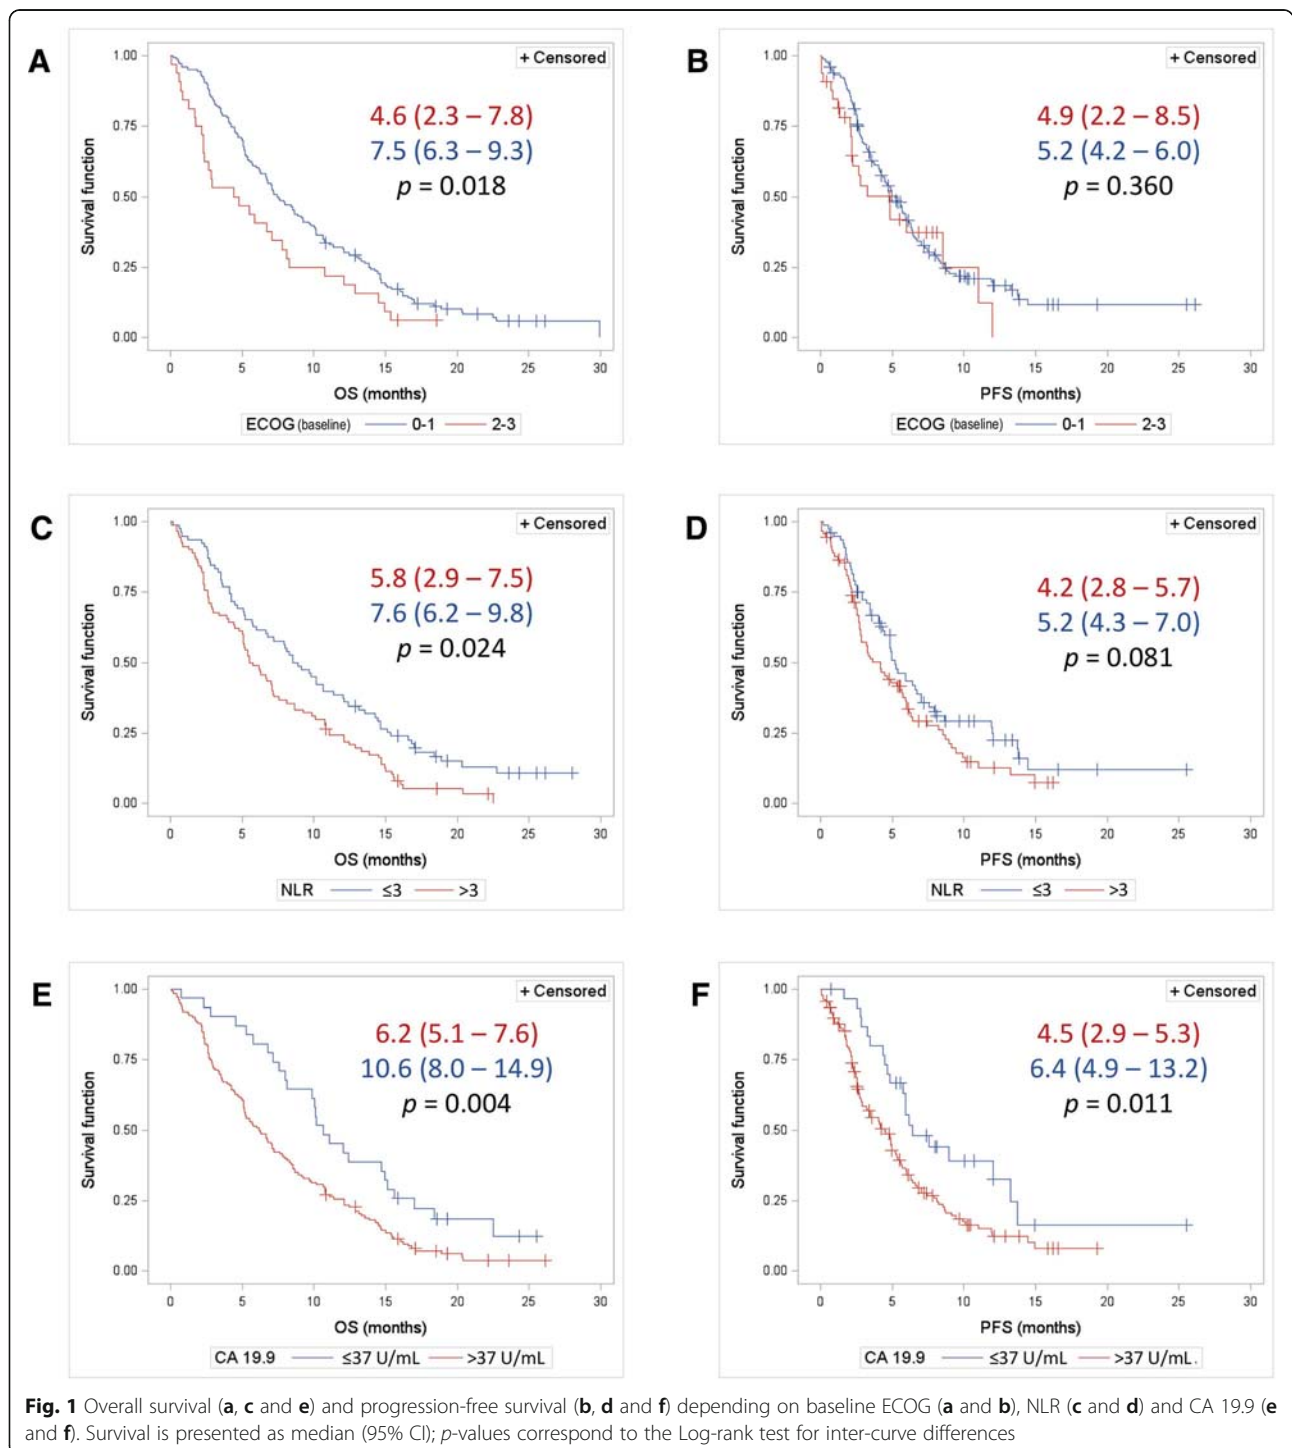 A
+ Censored
1.00
0.75
0.50
0.25
0.00
Survival function
4.6 (2.3 – 7.8)
7.5 (6.3 – 9.3)
p = 0.018
0 5 10 15 20 25 30
OS (months)
ECOG (baseline) 0-1 2-3
B
+ Censored
1.00
0.75
0.50
0.25
0.00
Survival function
4.9 (2.2 – 8.5)
5.2 (4.2 – 6.0)
p = 0.360
0 5 10 15 20 25 30
PFS (months)
ECOG (baseline) 0-1 2-3
C
+ Censored
1.00
0.75
0.50
0.25
0.00
Survival function
5.8 (2.9 – 7.5)
7.6 (6.2 – 9.8)
p = 0.024
0 5 10 15 20 25 30
OS (months)
NLR ≤3 >3
D
+ Censored
1.00
0.75
0.50
0.25
0.00
Survival function
4.2 (2.8 – 5.7)
5.2 (4.3 – 7.0)
p = 0.081
0 5 10 15 20 25 30
PFS (months)
NLR ≤3 >3
E
+ Censored
1.00
0.75
0.50
0.25
0.00
Survival function
6.2 (5.1 – 7.6)
10.6 (8.0 – 14.9)
p = 0.004
0 5 10 15 20 25 30
OS (months)
CA 19.9 ≤37 U/mL >37 U/mL
F
+ Censored
1.00
0.75
0.50
0.25
0.00
Survival function
4.5 (2.9 – 5.3)
6.4 (4.9 – 13.2)
p = 0.011
0 5 10 15 20 25 30
PFS (months)
CA 19.9 ≤37 U/mL >37 U/mL.
Fig. 1 Overall survival (a, c and e) and progression-free survival (b, d and f) depending on baseline ECOG (a and b), NLR (c and d) and CA 19.9 (e
and f). Survival is presented as median (95% CI); p-values correspond to the Log-rank test for inter-curve differences